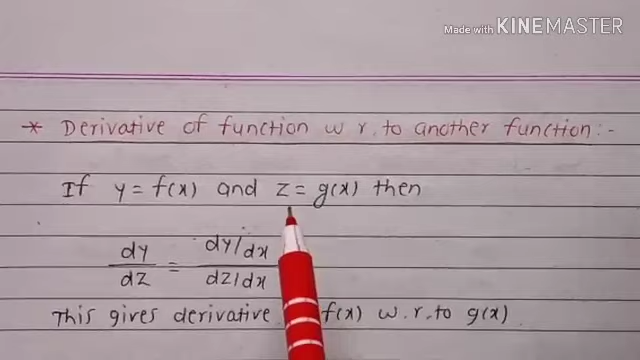 Made with KINEMASTER
* Derivative of function w r. to another function :-
If y = f(x) and z = g(x) then
dy/dz = dy/dx / dz/dx
This gives derivative f(x) w.r. to g(x)